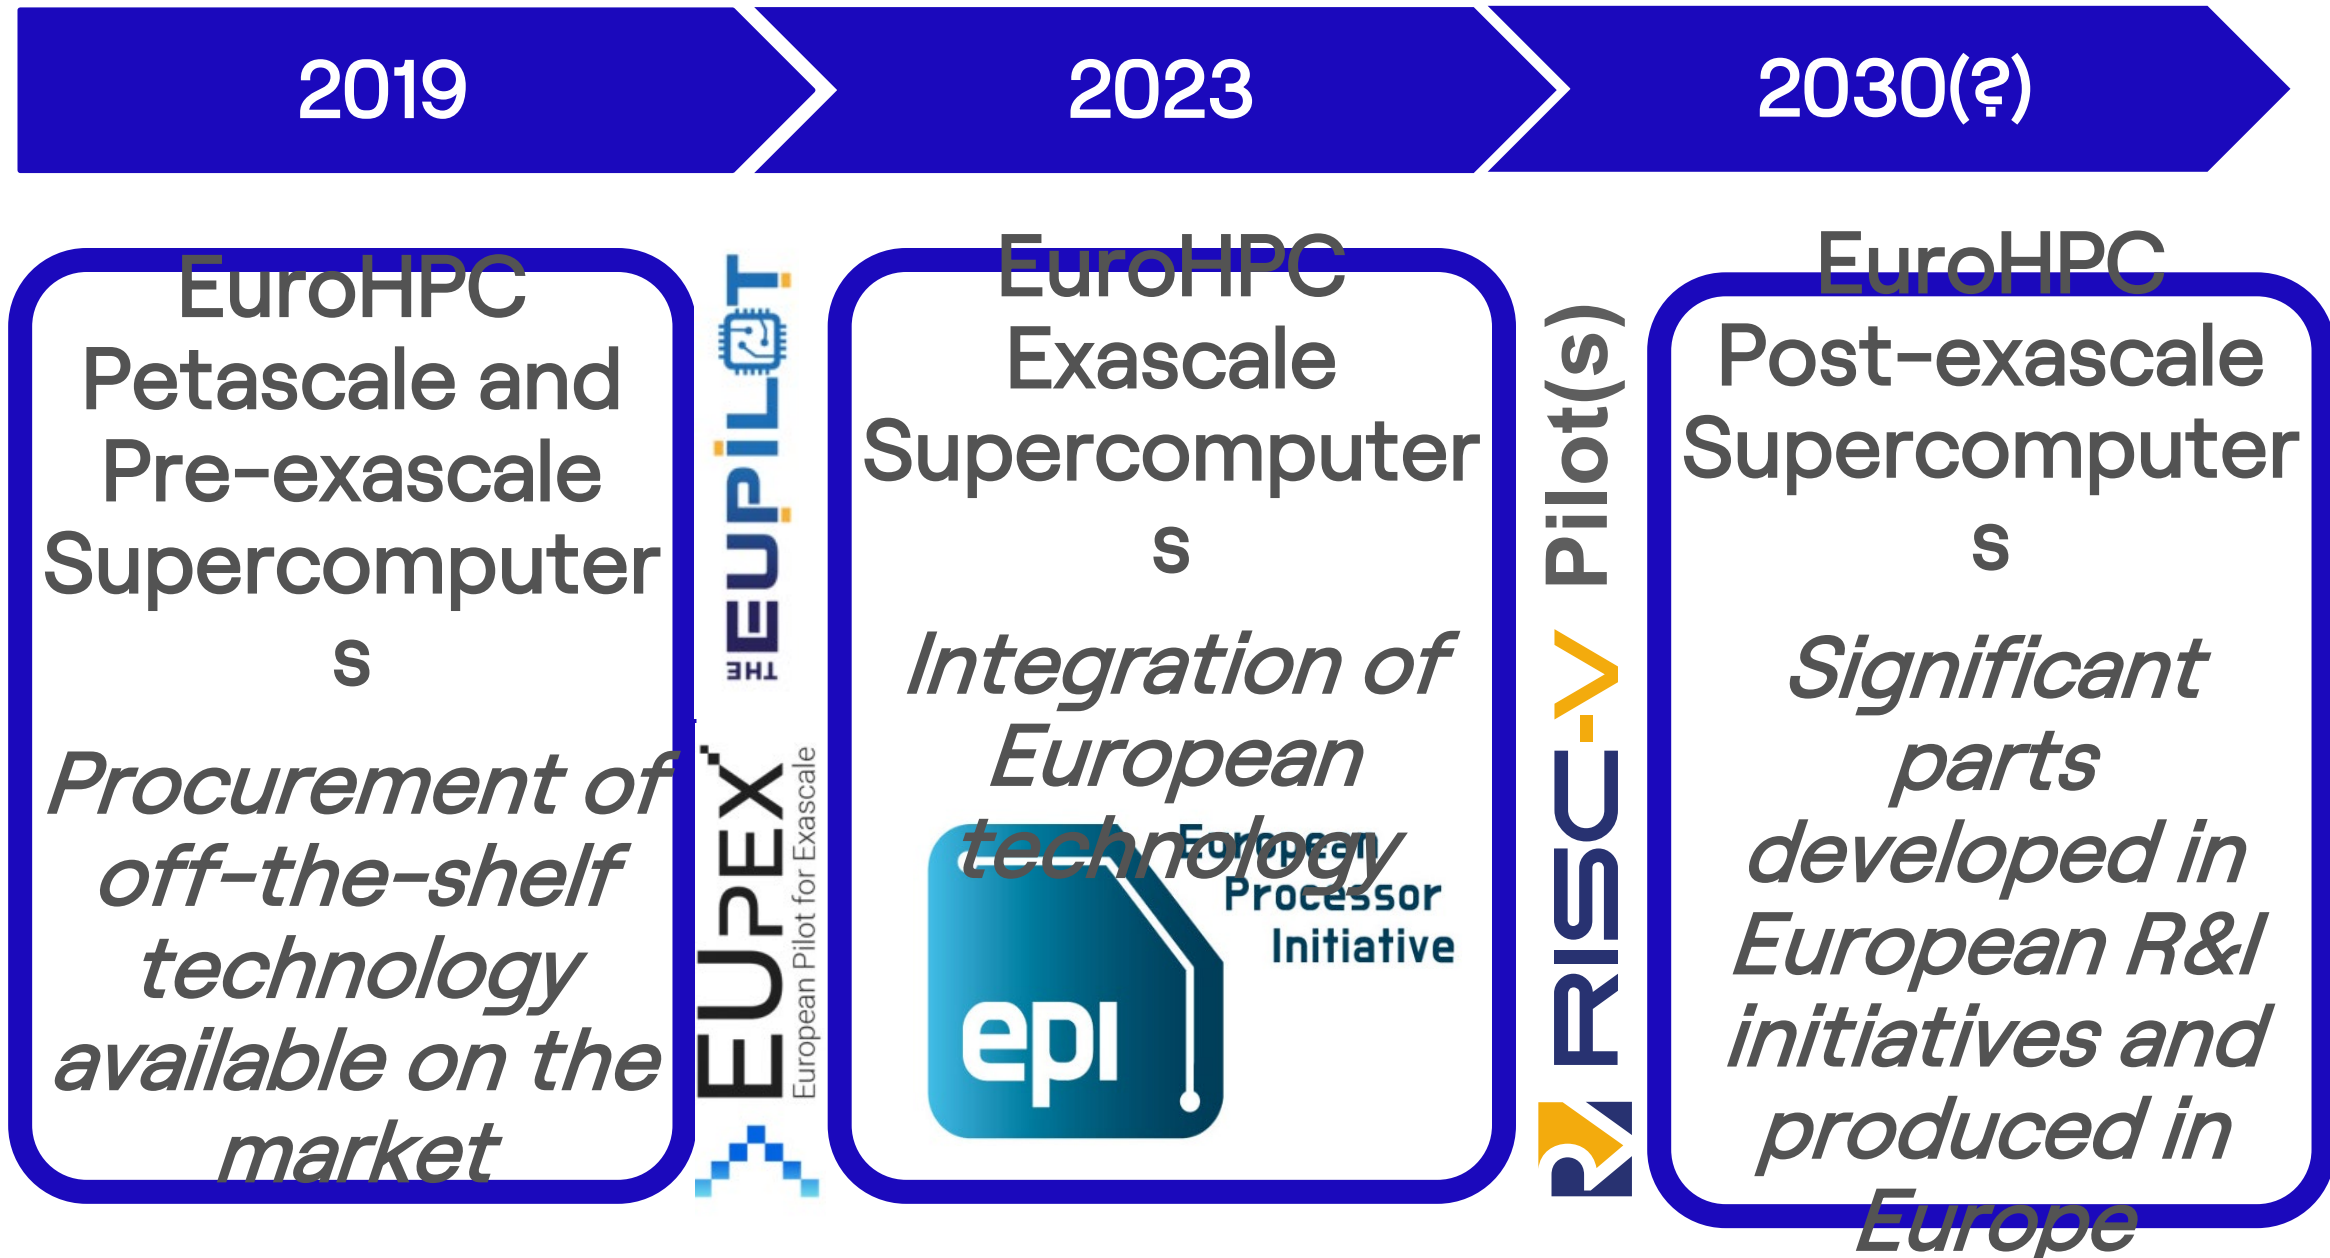 2019
2023
2030(?)
EuroHPC
Petascale and
Pre-exascale
Supercomputer
s
Procurement of
off-the-shelf
technology
available on the
market
THE EUPILOT
EUPEX
European Pilot for Exascale
EuroHPC
Exascale
Supercomputer
s
Integration of
European
technology
European
Processor
Initiative
epi
RISC-V Pilot(s)
EuroHPC
Post-exascale
Supercomputer
s
Significant
parts
developed in
European R&I
initiatives and
produced in
Europe